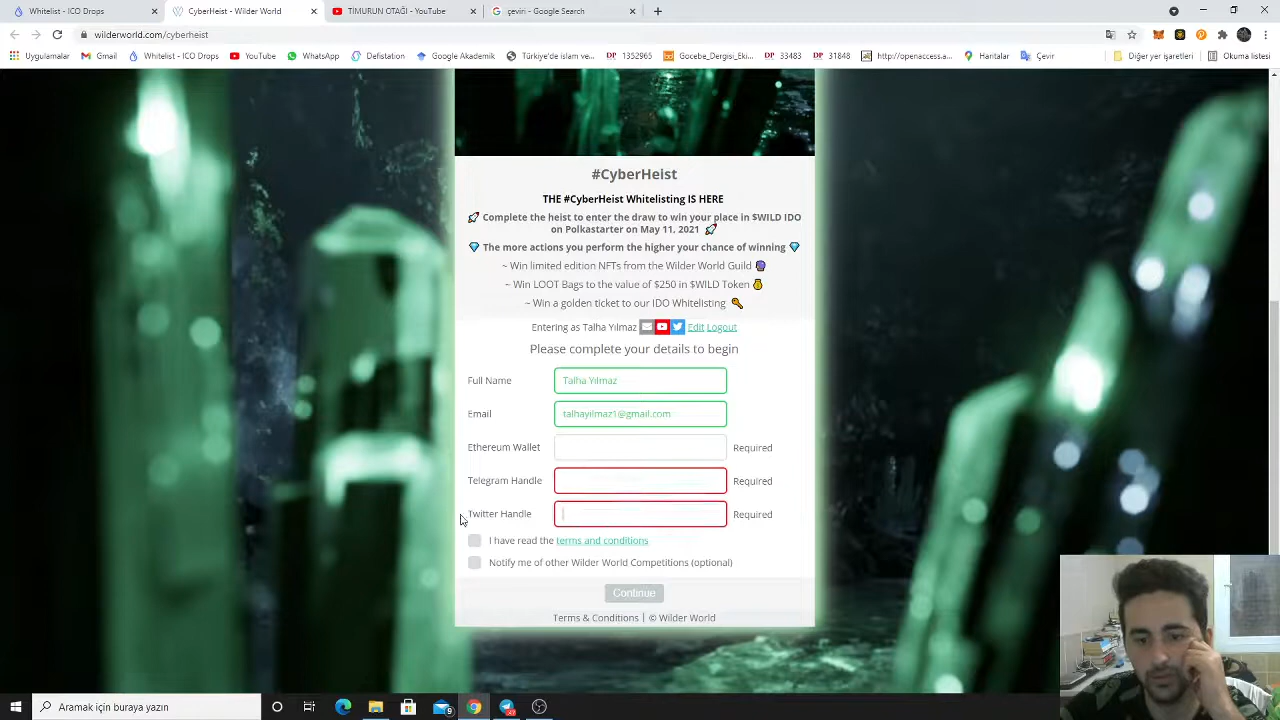 Whitelist - ICO Drops
CyberHeist - Wilder World
TİMURUN OTAĞI - YouTube
çeviri - Google Search
wilderworld.com/cyberheist
Uygulamalar
Gmail
Whitelist - ICO Drops
YouTube
WhatsApp
Defistation
Google Akademik
Türkiye'de islam ve...
DP 1352965
Gocebe_Dergisi_Eki...
DP 33483
DP 31848
http://openaccess.a...
Haritalar
Çevir
Diğer yer işaretleri
Okuma listesi
#CyberHeist
THE #CyberHeist Whitelisting IS HERE
🚀 Complete the heist to enter the draw to win your place in $WILD IDO
on Polkastarter on May 11, 2021 🚀
💎 The more actions you perform the higher your chance of winning 💎
~ Win limited edition NFTs from the Wilder World Guild 🔮
~ Win LOOT Bags to the value of $250 in $WILD Token 💰
~ Win a golden ticket to our IDO Whitelisting 🔑
Entering as Talha Yılmaz Edit Logout
Please complete your details to begin
Full Name Talha Yılmaz
Email talhayilmaz1@gmail.com
Ethereum Wallet Required
Telegram Handle Required
Twitter Handle Required
I have read the terms and conditions
Notify me of other Wilder World Competitions (optional)
Continue
Terms & Conditions | © Wilder World
Aramak için buraya yazın